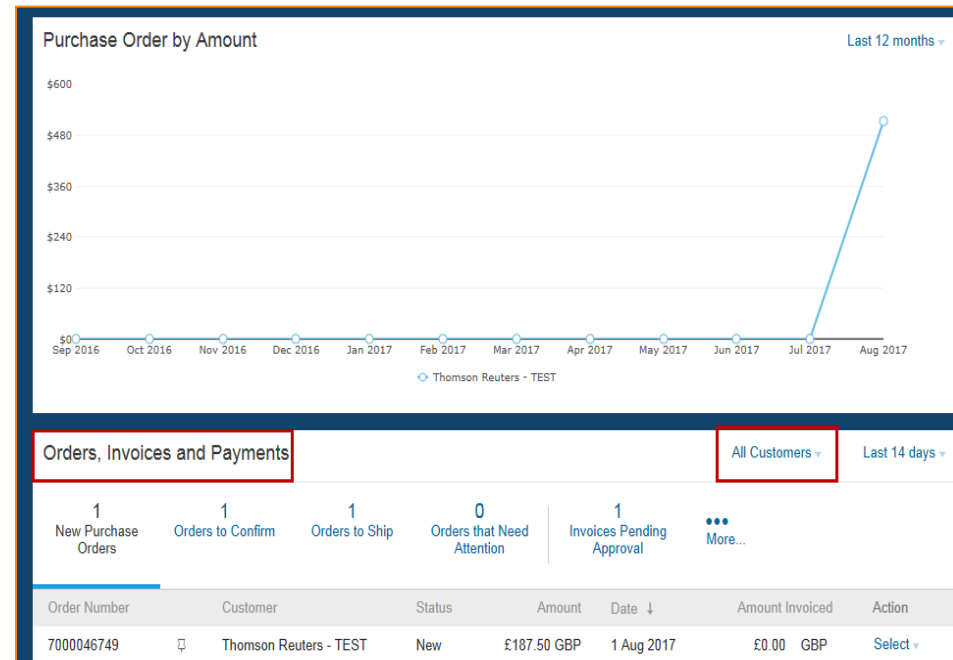 Purchase Order by Amount
Last 12 months
$600
$480
$360
$240
$120
$0
Sep 2016 Oct 2016 Nov 2016 Dec 2016 Jan 2017 Feb 2017 Mar 2017 Apr 2017 May 2017 Jun 2017 Jul 2017 Aug 2017
Thomson Reuters - TEST
Orders, Invoices and Payments
All Customers
Last 14 days
1
New Purchase
Orders
1
Orders to Confirm
1
Orders to Ship
0
Orders that Need
Attention
1
Invoices Pending
Approval
More...
Order Number Customer Status Amount Date ↓ Amount Invoiced Action
7000046749 Thomson Reuters - TEST New £187.50 GBP 1 Aug 2017 £0.00 GBP Select